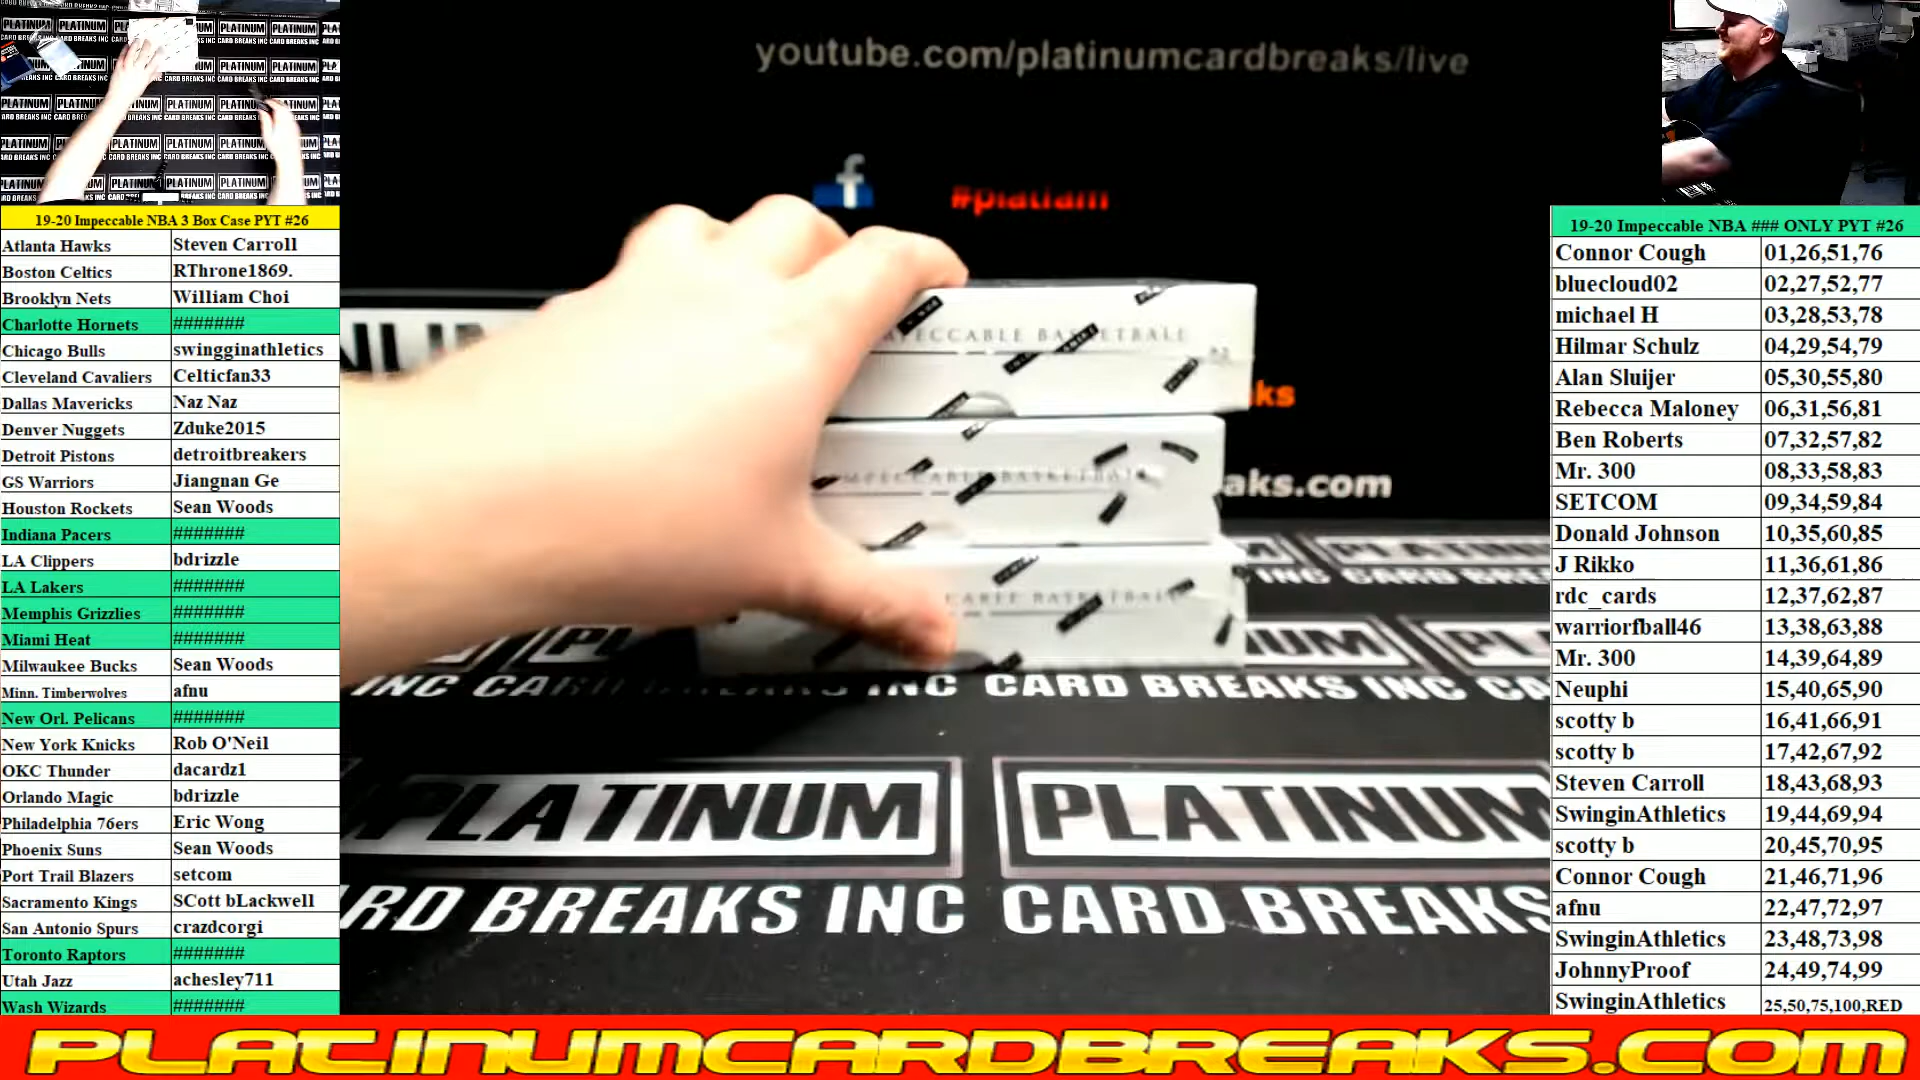 youtube.com/platinumcardbreaks/live
19-20 Impeccable NBA 3 Box Case PYT #26
Atlanta Hawks Steven Carroll
Boston Celtics RThrone1869.
Brooklyn Nets William Choi
Charlotte Hornets #######
Chicago Bulls swingginathletics
Cleveland Cavaliers Celticfan33
Dallas Mavericks Naz Naz
Denver Nuggets Zduke2015
Detroit Pistons detroitbreakers
GS Warriors Jiangnan Ge
Houston Rockets Sean Woods
Indiana Pacers #######
LA Clippers bdrizzle
LA Lakers #######
Memphis Grizzlies #######
Miami Heat #######
Milwaukee Bucks Sean Woods
Minn. Timberwolves afnu
New Orl. Pelicans #######
New York Knicks Rob O'Neil
OKC Thunder dacardz1
Orlando Magic bdrizzle
Philadelphia 76ers Eric Wong
Phoenix Suns Sean Woods
Port Trail Blazers setcom
Sacramento Kings SCott bLackwell
San Antonio Spurs crazdcorgi
Toronto Raptors #######
Utah Jazz achesley711
Wash Wizards #######
BASKETBALL
aks.com
PLATINUM PLATINUM
CARD BREAKS INC CARD BREAKS
19-20 Impeccable NBA ### ONLY PYT #26
Connor Cough 01,26,51,76
bluecloud02 02,27,52,77
michael H 03,28,53,78
Hilmar Schulz 04,29,54,79
Alan Sluijer 05,30,55,80
Rebecca Maloney 06,31,56,81
Ben Roberts 07,32,57,82
Mr. 300 08,33,58,83
SETCOM 09,34,59,84
Donald Johnson 10,35,60,85
J Rikko 11,36,61,86
rdc_cards 12,37,62,87
warriorfball46 13,38,63,88
Mr. 300 14,39,64,89
Neuphi 15,40,65,90
scotty b 16,41,66,91
scotty b 17,42,67,92
Steven Carroll 18,43,68,93
SwinginAthletics 19,44,69,94
scotty b 20,45,70,95
Connor Cough 21,46,71,96
afnu 22,47,72,97
SwinginAthletics 23,48,73,98
JohnnyProof 24,49,74,99
SwinginAthletics 25,50,75,100,RED
PLATINUMCARDBREAKS.COM